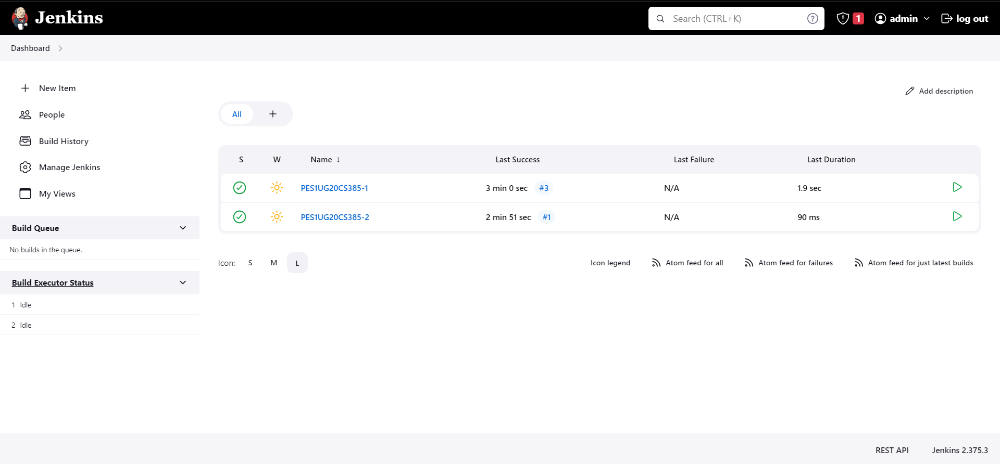 Jenkins
Search (CTRL+K)
1
admin
log out
Dashboard
New Item
People
Build History
Manage Jenkins
My Views
Build Queue
No builds in the queue.
Build Executor Status
1 Idle
2 Idle
Add description
All
S W Name ↓ Last Success Last Failure Last Duration
PES1UG20CS385-1 3 min 0 sec #3 N/A 1.9 sec
PES1UG20CS385-2 2 min 51 sec #1 N/A 90 ms
Icon: S M L
Icon legend Atom feed for all Atom feed for failures Atom feed for just latest builds
REST API Jenkins 2.375.3